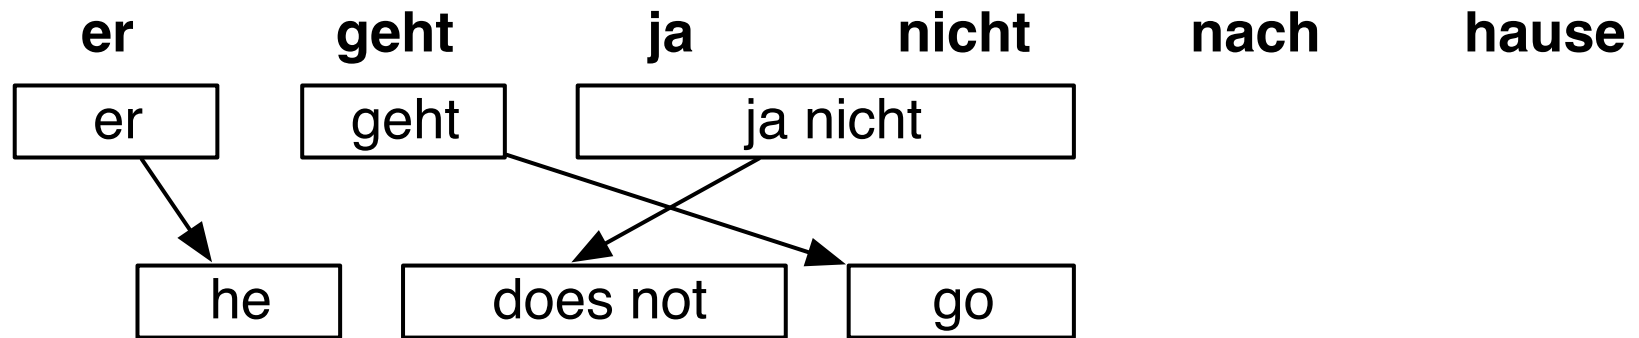 er geht ja nicht nach hause
er geht ja nicht
he does not go